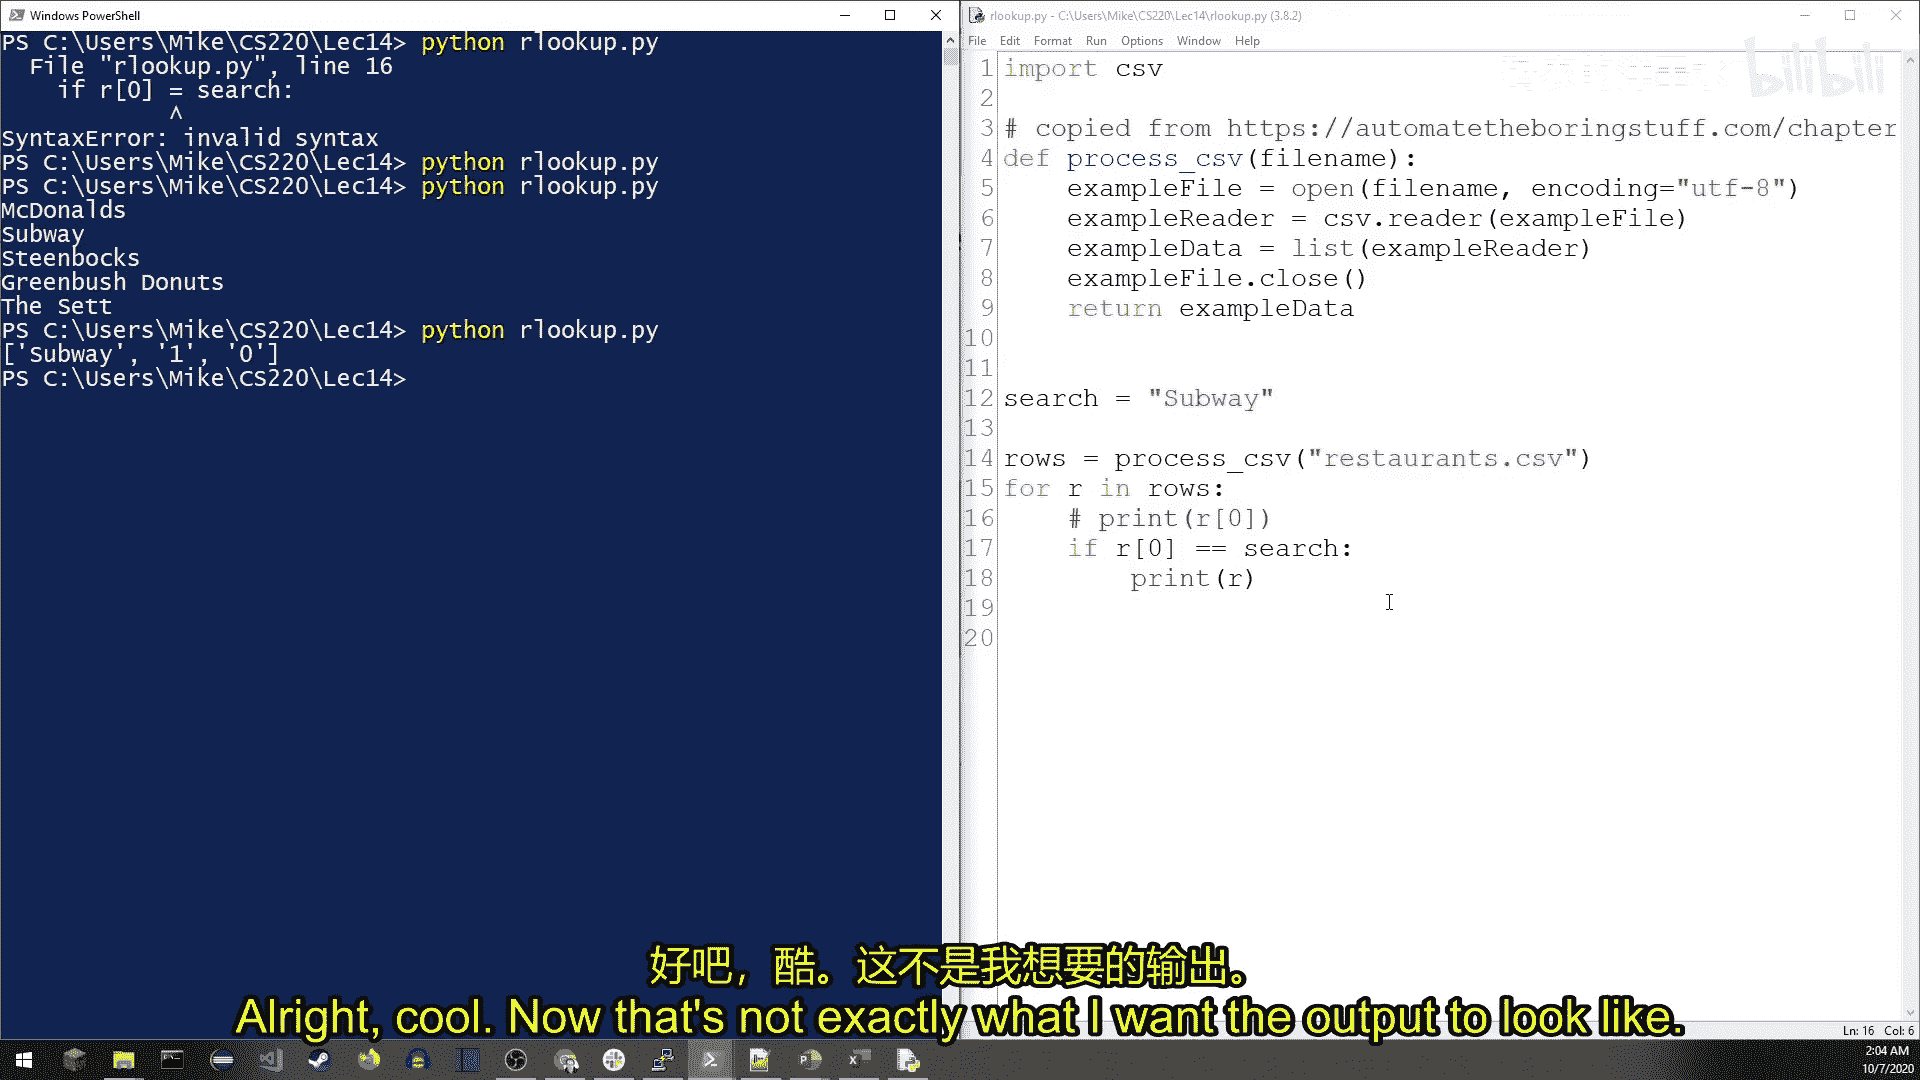 Windows PowerShell
PS C:\Users\Mike\CS220\Lec14> python rlookup.py
  File "rlookup.py", line 16
    if r[0] = search:
            ^
SyntaxError: invalid syntax
PS C:\Users\Mike\CS220\Lec14> python rlookup.py
PS C:\Users\Mike\CS220\Lec14> python rlookup.py
McDonalds
Subway
Steenbocks
Greenbush Donuts
The Sett
PS C:\Users\Mike\CS220\Lec14> python rlookup.py
['Subway', '1', '0']
PS C:\Users\Mike\CS220\Lec14>
rlookup.py - C:\Users\Mike\CS220\Lec14\rlookup.py (3.8.2)
File Edit Format Run Options Window Help
bilibili
1 import csv
2
3 # copied from https://automatetheboringstuff.com/chapter
4 def process_csv(filename):
5     exampleFile = open(filename, encoding="utf-8")
6     exampleReader = csv.reader(exampleFile)
7     exampleData = list(exampleReader)
8     exampleFile.close()
9     return exampleData
10
11
12 search = "Subway"
13
14 rows = process_csv("restaurants.csv")
15 for r in rows:
16     # print(r[0])
17     if r[0] == search:
18         print(r)
19
20
好吧，酷。这不是我想要的输出。
Alright, cool. Now that's not exactly what I want the output to look like.
Ln: 16 Col: 6
2:04 AM
10/7/2020